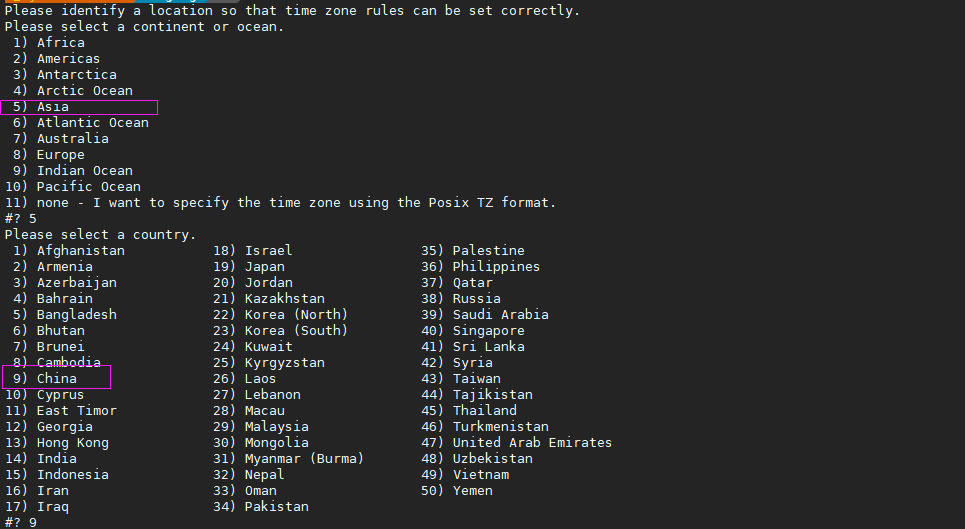 Please identify a location so that time zone rules can be set correctly.
Please select a continent or ocean.
1) Africa
2) Americas
3) Antarctica
4) Arctic Ocean
5) Asia
6) Atlantic Ocean
7) Australia
8) Europe
9) Indian Ocean
10) Pacific Ocean
11) none - I want to specify the time zone using the Posix TZ format.
#? 5
Please select a country.
1) Afghanistan 18) Israel 35) Palestine
2) Armenia 19) Japan 36) Philippines
3) Azerbaijan 20) Jordan 37) Qatar
4) Bahrain 21) Kazakhstan 38) Russia
5) Bangladesh 22) Korea (North) 39) Saudi Arabia
6) Bhutan 23) Korea (South) 40) Singapore
7) Brunei 24) Kuwait 41) Sri Lanka
8) Cambodia 25) Kyrgyzstan 42) Syria
9) China 26) Laos 43) Taiwan
10) Cyprus 27) Lebanon 44) Tajikistan
11) East Timor 28) Macau 45) Thailand
12) Georgia 29) Malaysia 46) Turkmenistan
13) Hong Kong 30) Mongolia 47) United Arab Emirates
14) India 31) Myanmar (Burma) 48) Uzbekistan
15) Indonesia 32) Nepal 49) Vietnam
16) Iran 33) Oman 50) Yemen
17) Iraq 34) Pakistan
#? 9